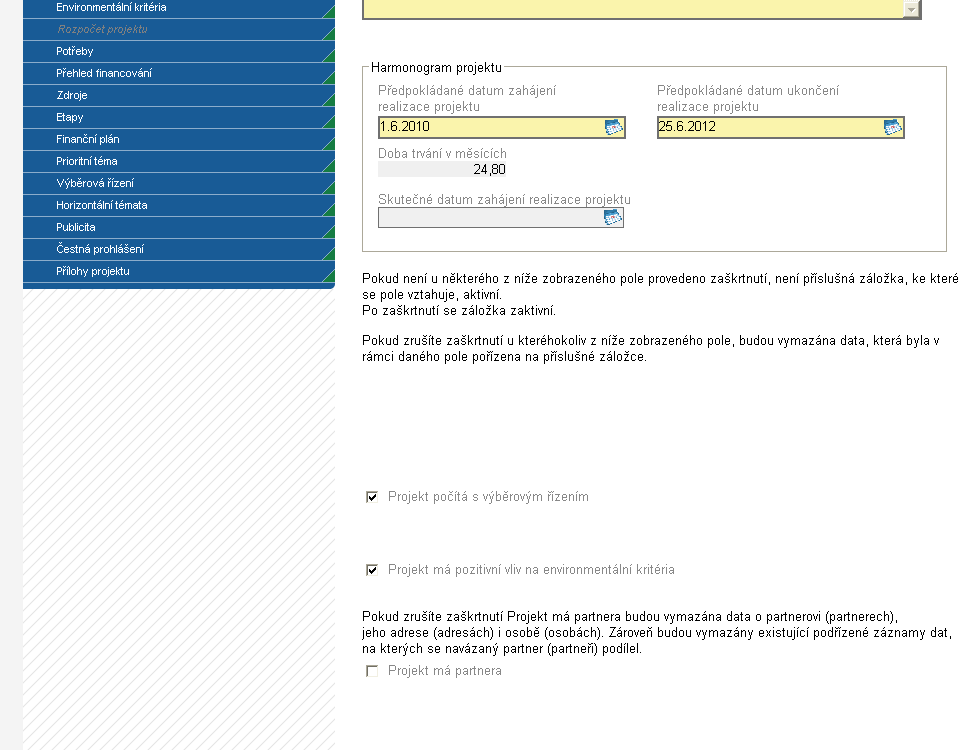 Environmentální kritéria
Rozpočet projektu
Potřeby
Přehled financování
Zdroje
Etapy
Finanční plán
Prioritní téma
Výběrová řízení
Horizontální témata
Publicita
Čestná prohlášení
Přílohy projektu
Harmonogram projektu
Předpokládané datum zahájení
realizace projektu
1.6.2010
Předpokládané datum ukončení
realizace projektu
25.6.2012
Doba trvání v měsících
24,80
Skutečné datum zahájení realizace projektu
Pokud není u některého z níže zobrazeného pole provedeno zaškrtnutí, není příslušná záložka, ke které
se pole vztahuje, aktivní.
Po zaškrtnutí se záložka zaktivní.
Pokud zrušíte zaškrtnutí u kteréhokoliv z níže zobrazeného pole, budou vymazána data, která byla v
rámci daného pole pořízena na příslušné záložce.
Projekt počítá s výběrovým řízením
Projekt má pozitivní vliv na environmentální kritéria
Pokud zrušíte zaškrtnutí Projekt má partnera budou vymazána data o partnerovi (partnerech),
jeho adrese (adresách) i osobě (osobách). Zároveň budou vymazány existující podřízené záznamy dat,
na kterých se navázaný partner (partneři) podílel.
Projekt má partnera